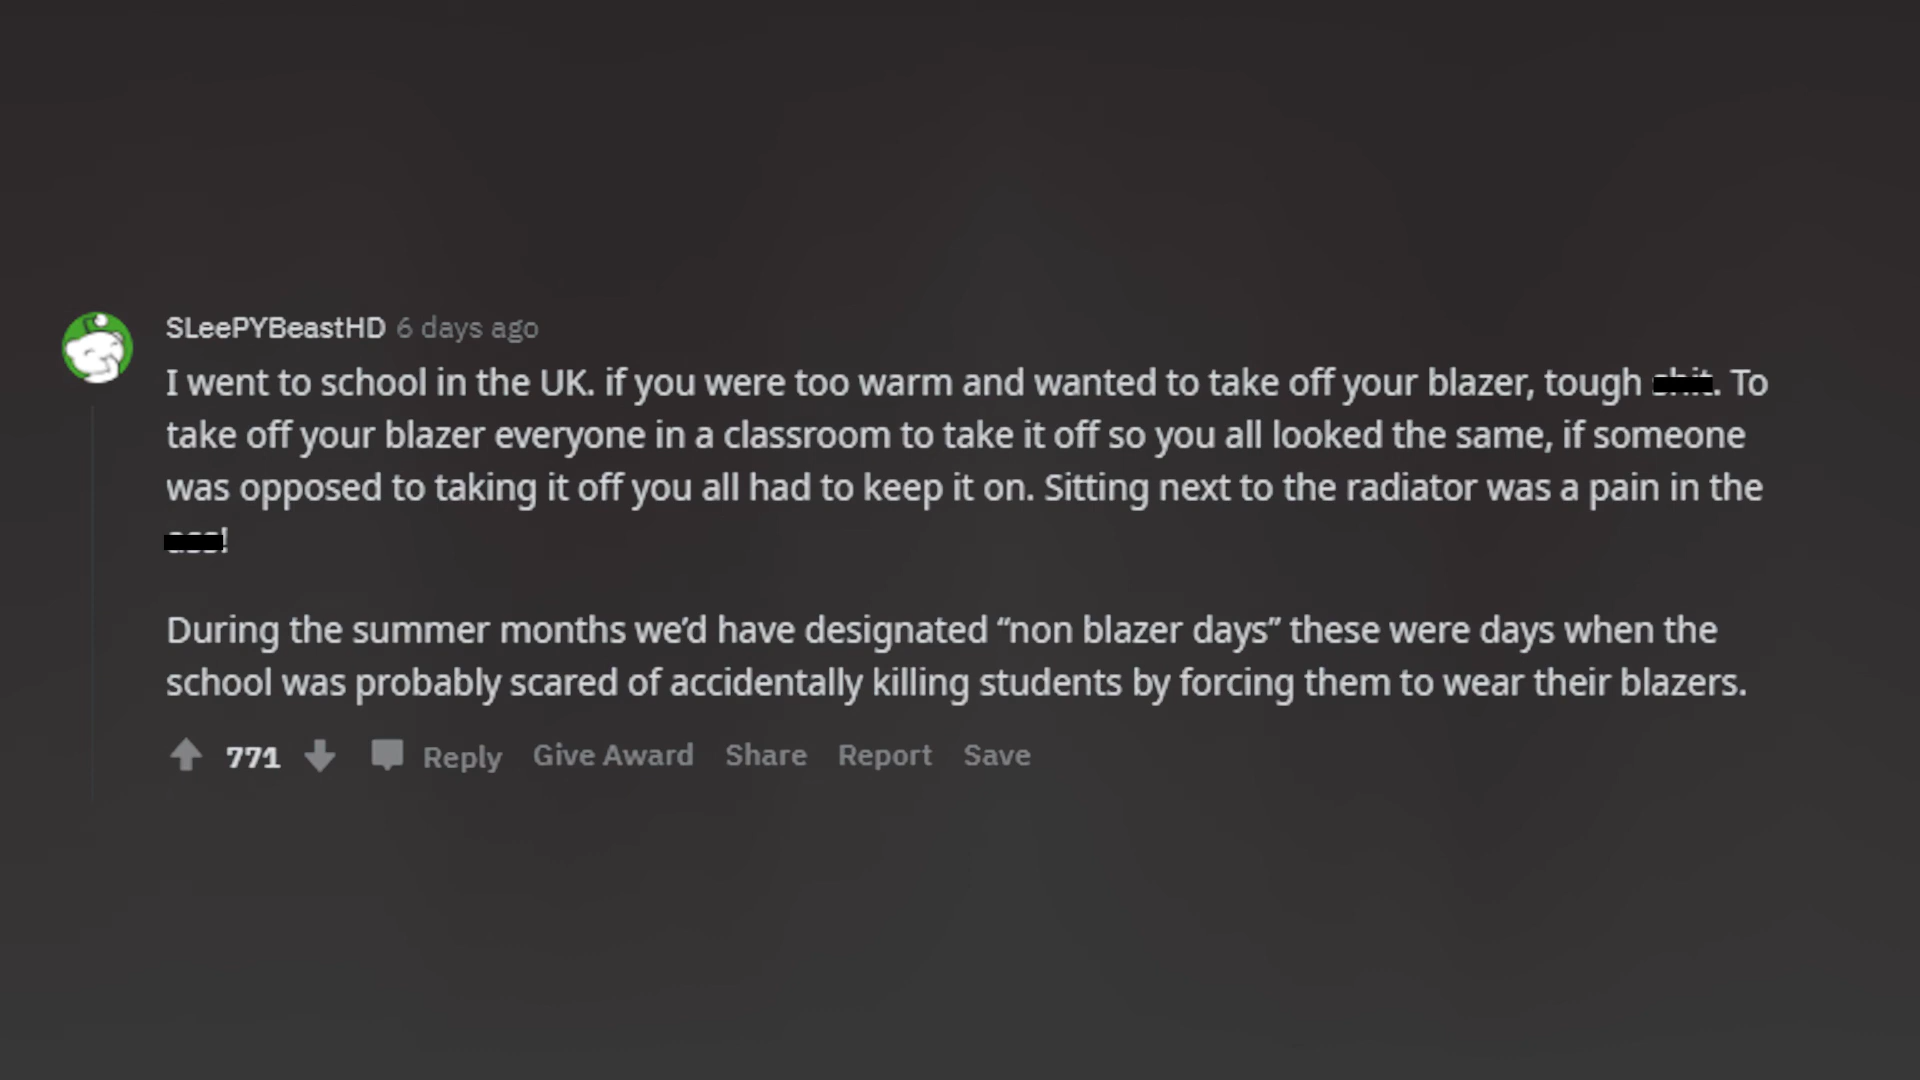 SLeePYBeastHD 6 days ago
I went to school in the UK. if you were too warm and wanted to take off your blazer, tough shit. To
take off your blazer everyone in a classroom to take it off so you all looked the same, if someone
was opposed to taking it off you all had to keep it on. Sitting next to the radiator was a pain in the
ass!
During the summer months we’d have designated “non blazer days” these were days when the
school was probably scared of accidentally killing students by forcing them to wear their blazers.
771 Reply Give Award Share Report Save